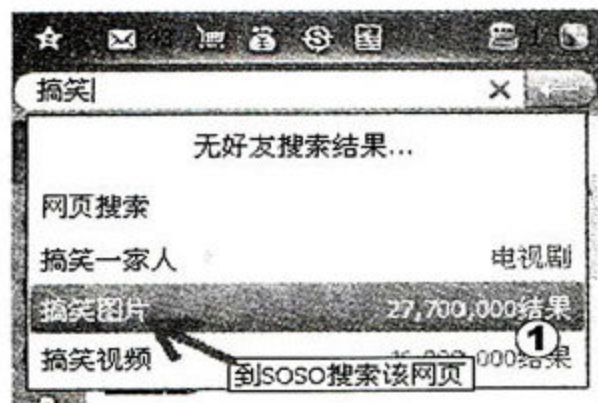 搞笑
无好友搜索结果...
网页搜索
搞笑一家人 电视剧
搞笑图片 27,700,000结果
①
搞笑视频 000结果
到SOSO搜索该网页